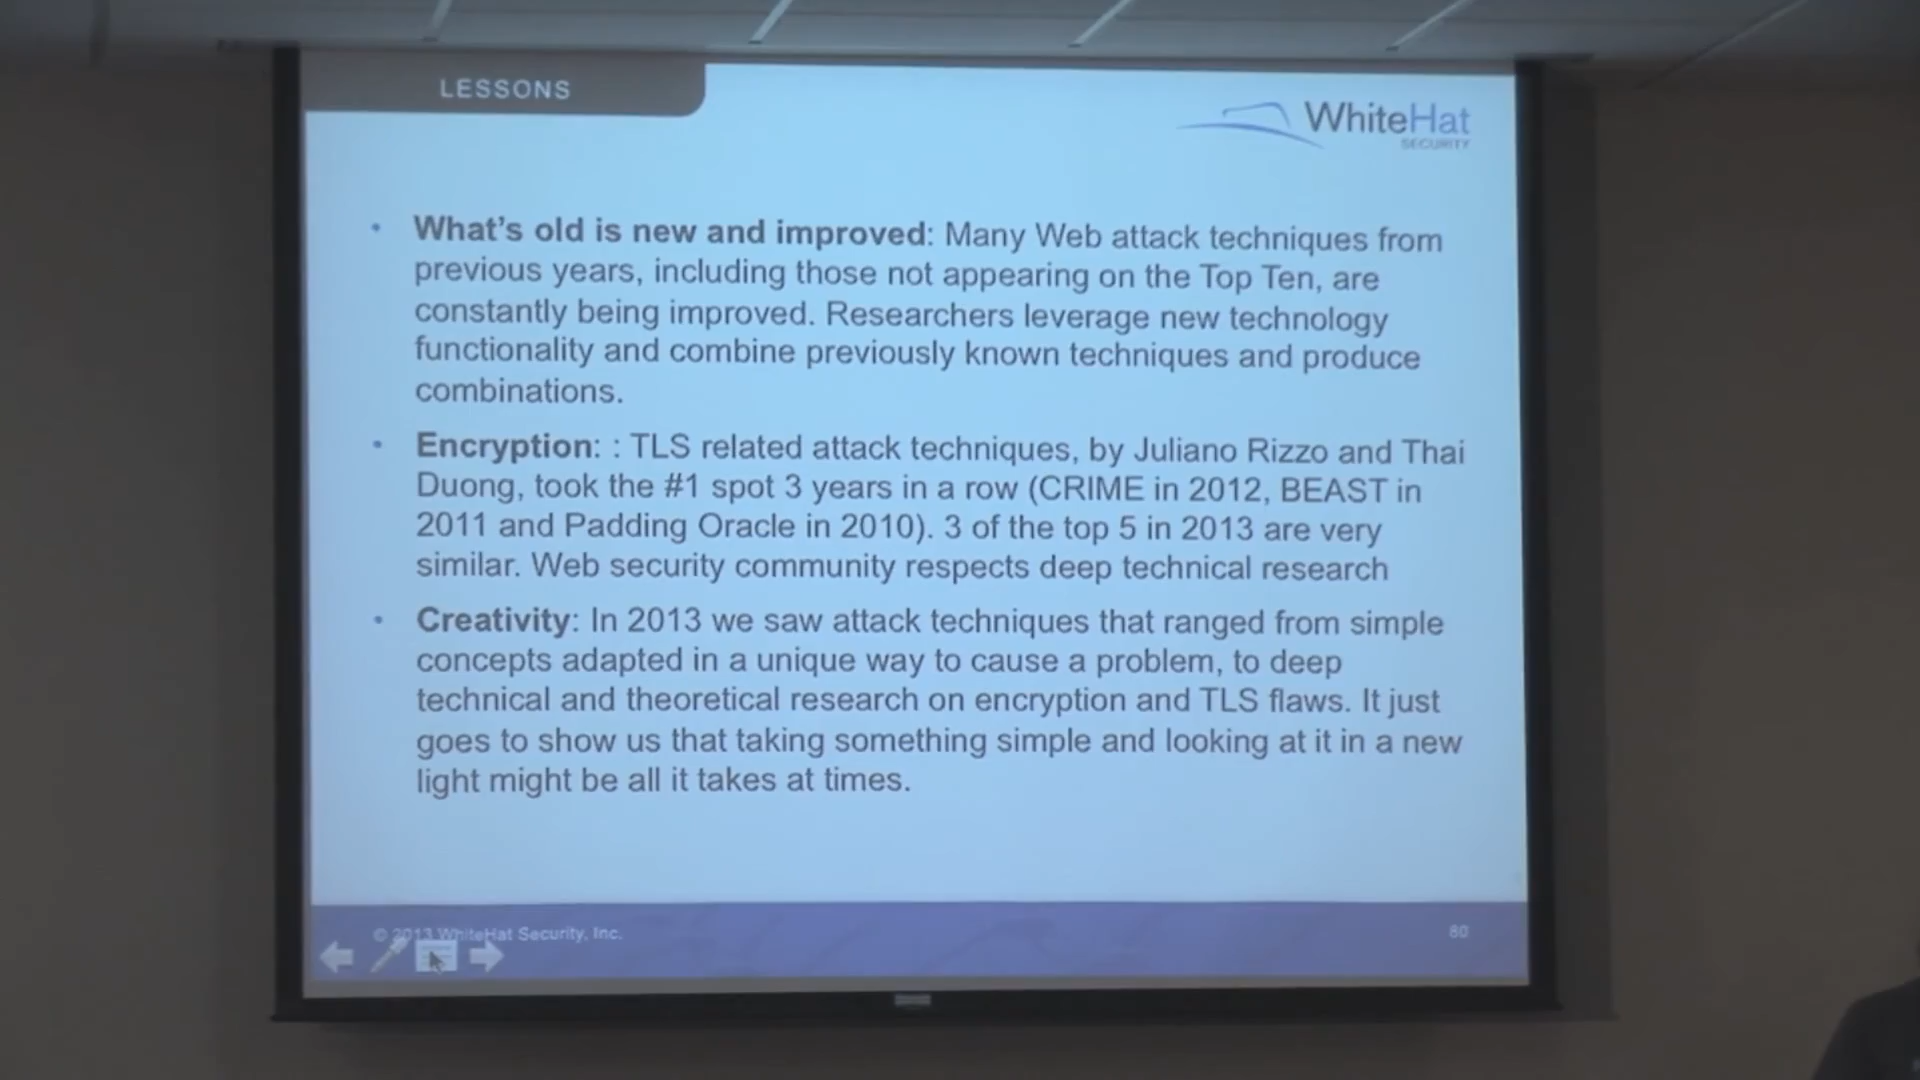 LESSONS
WhiteHat
SECURITY
• What's old is new and improved: Many Web attack techniques from
previous years, including those not appearing on the Top Ten, are
constantly being improved. Researchers leverage new technology
functionality and combine previously known techniques and produce
combinations.
• Encryption: : TLS related attack techniques, by Juliano Rizzo and Thai
Duong, took the #1 spot 3 years in a row (CRIME in 2012, BEAST in
2011 and Padding Oracle in 2010). 3 of the top 5 in 2013 are very
similar. Web security community respects deep technical research
• Creativity: In 2013 we saw attack techniques that ranged from simple
concepts adapted in a unique way to cause a problem, to deep
technical and theoretical research on encryption and TLS flaws. It just
goes to show us that taking something simple and looking at it in a new
light might be all it takes at times.
© 2013 WhiteHat Security, Inc.
80